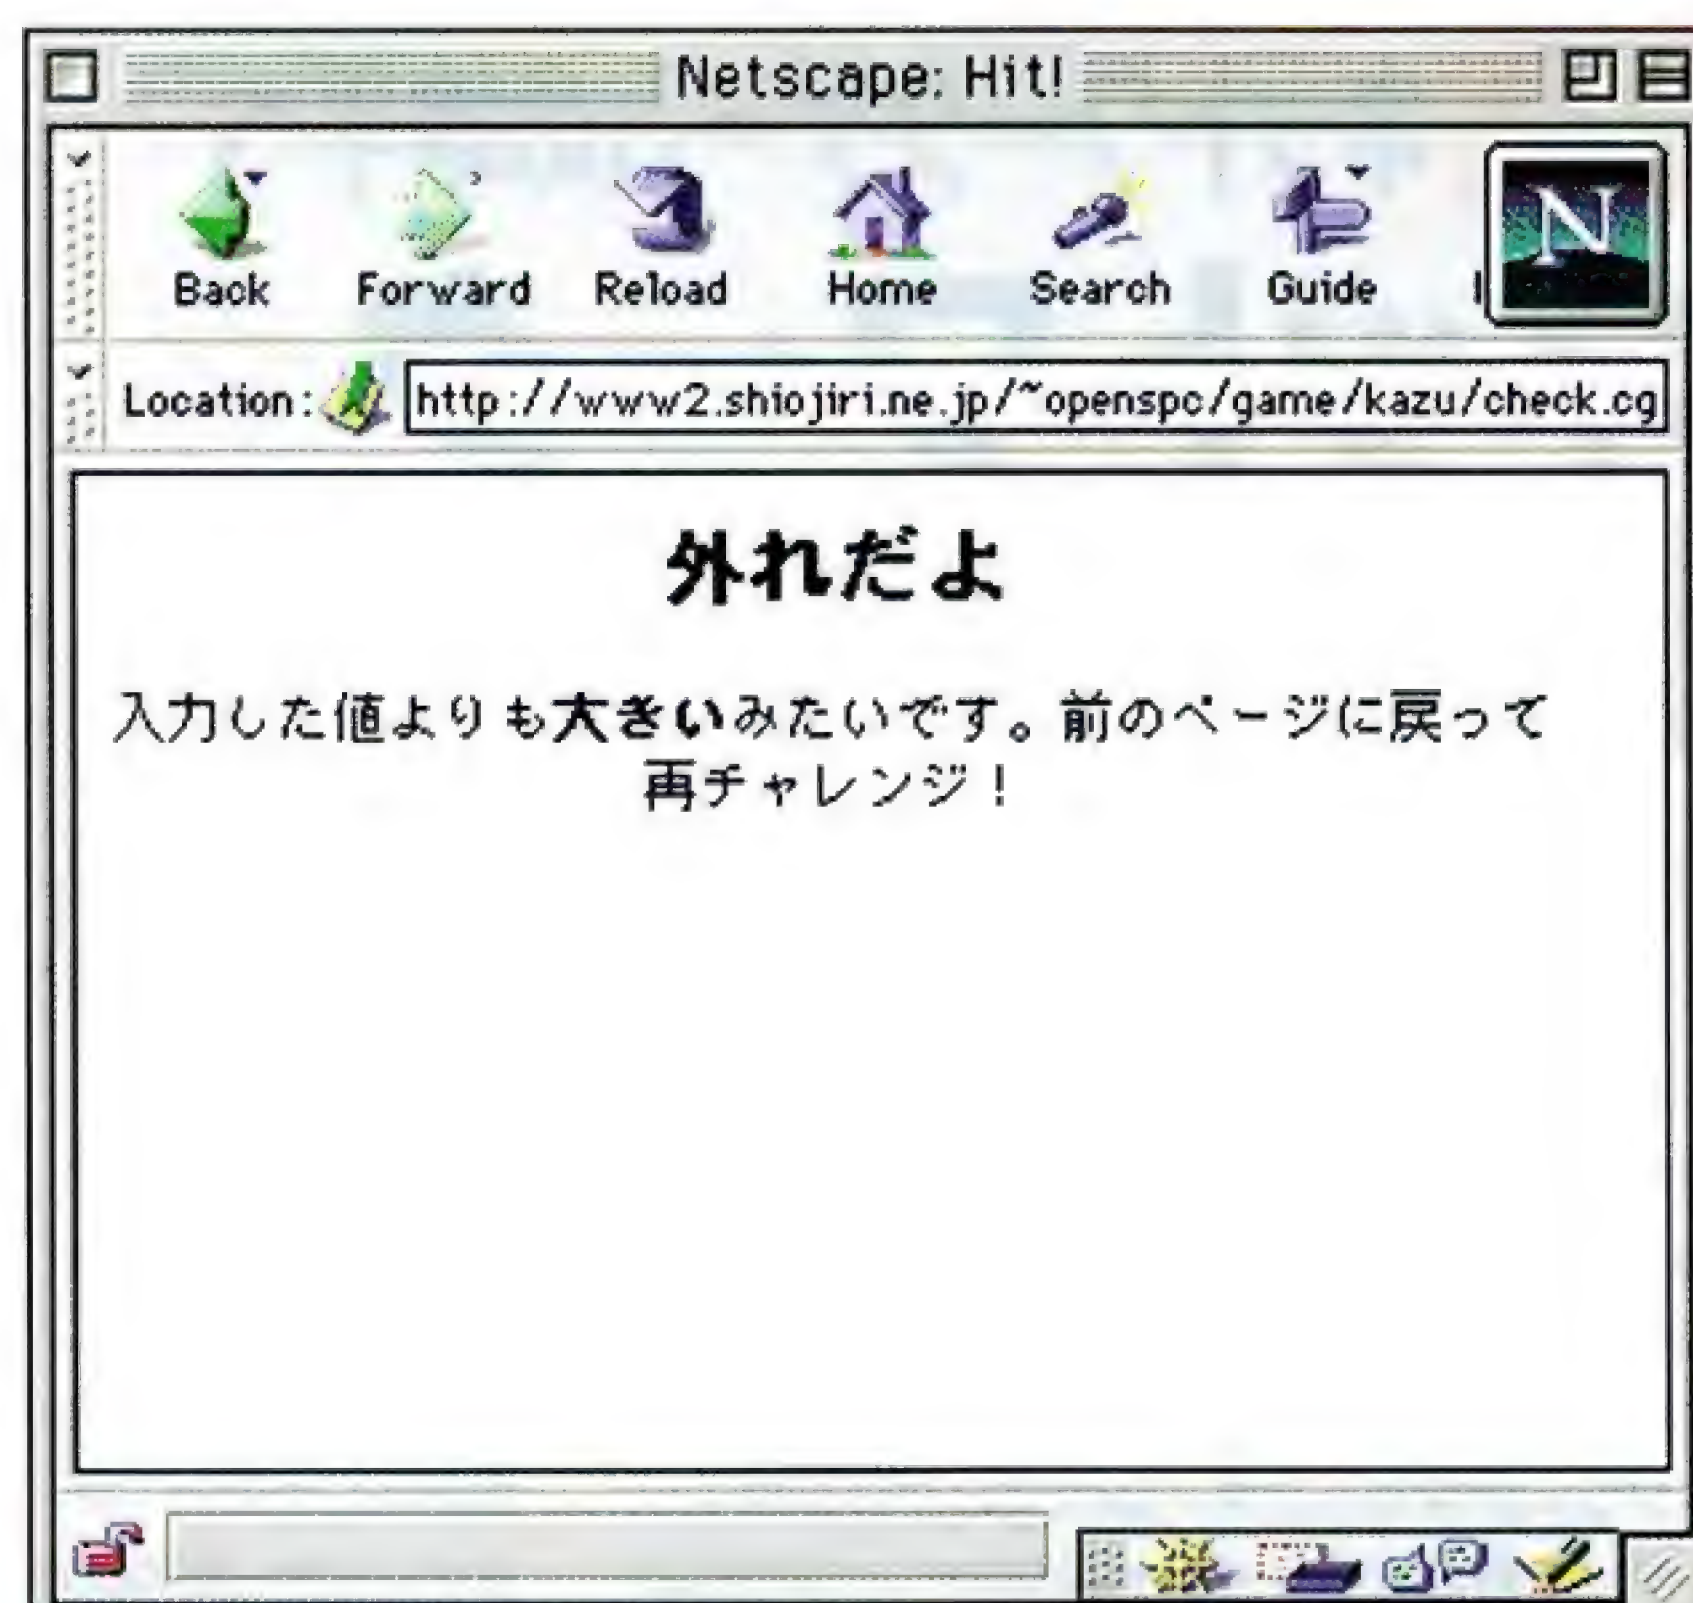 Netscape: Hit!
Back Forward Reload Home Search Guide
N
Location: http://www2.shiojiri.ne.jp/~openspc/game/kazu/check.cg
外れだよ
入力した値よりも大きいみたいです。前のページに戻って
再チャレンジ！